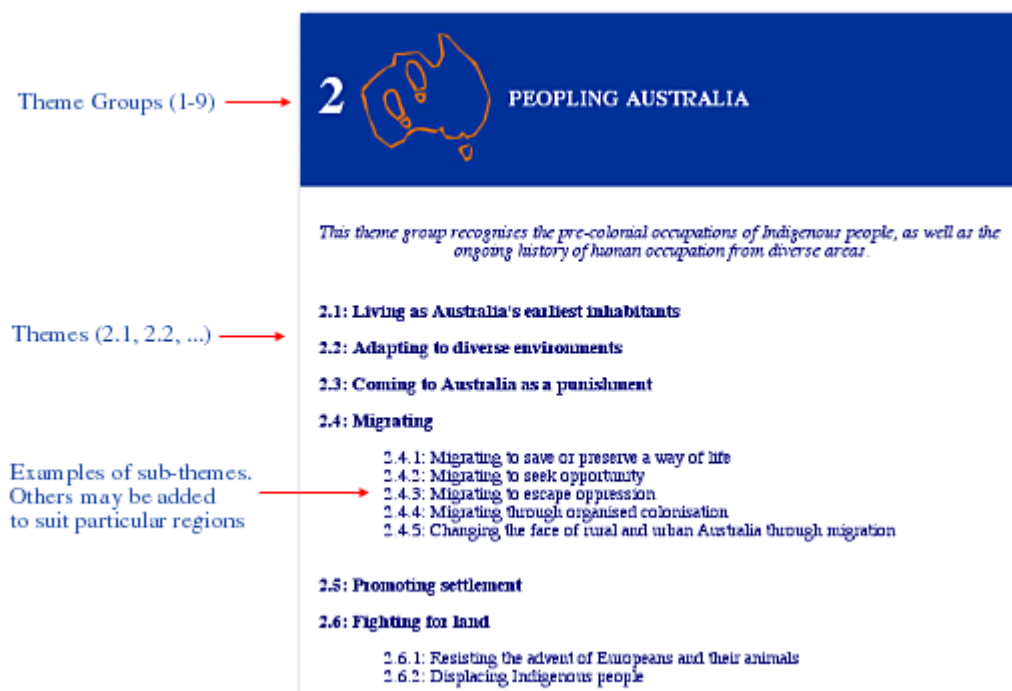 Theme Groups (1-9)
2
PEOPLING AUSTRALIA
This theme group recognises the pre-colonial occupations of Indigenous people, as well as the
ongoing history of human occupation from diverse areas.
Themes (2.1, 2.2, ...)
2.1: Living as Australia's earliest inhabitants
2.2: Adapting to diverse environments
2.3: Coming to Australia as a punishment
2.4: Migrating
Examples of sub-themes.
Others may be added
to suit particular regions
2.4.1: Migrating to save or preserve a way of life
2.4.2: Migrating to seek opportunity
2.4.3: Migrating to escape oppression
2.4.4: Migrating through organised colonisation
2.4.5: Changing the face of rural and urban Australia through migration
2.5: Promoting settlement
2.6: Fighting for land
2.6.1: Resisting the advent of Europeans and their animals
2.6.2: Displacing Indigenous people